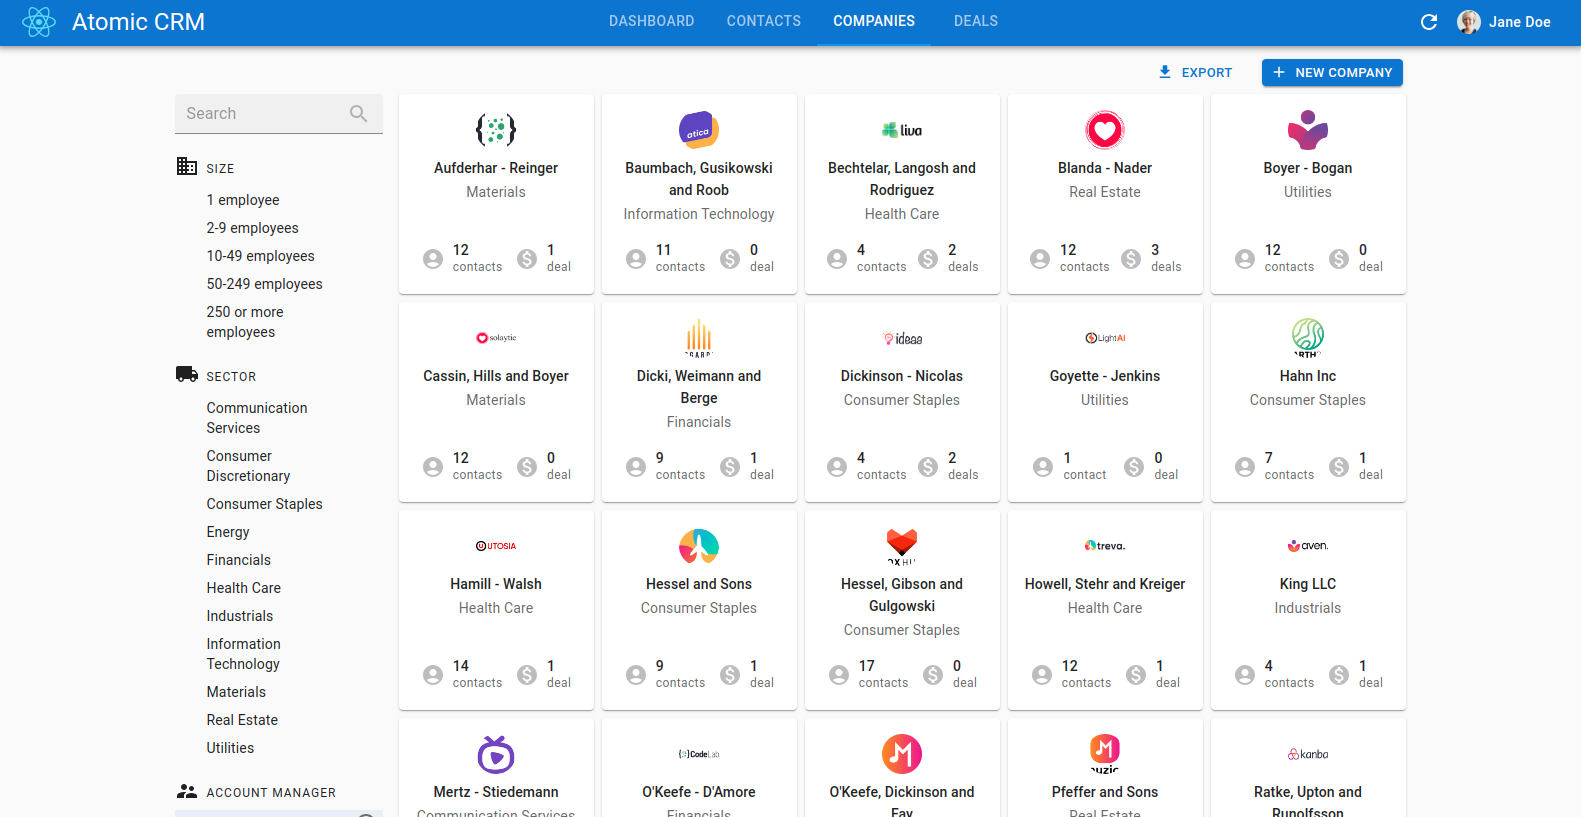 Atomic CRM
DASHBOARD
CONTACTS
COMPANIES
DEALS
Jane Doe
EXPORT
NEW COMPANY
Search
SIZE
1 employee
2-9 employees
10-49 employees
50-249 employees
250 or more
employees
SECTOR
Communication
Services
Consumer
Discretionary
Consumer Staples
Energy
Financials
Health Care
Industrials
Information
Technology
Materials
Real Estate
Utilities
ACCOUNT MANAGER
Aufderhar - Reinger
Materials
12 contacts
1 deal
atica
Baumbach, Gusikowski
and Roob
Information Technology
11 contacts
0 deal
liva
Bechtelar, Langosh and
Rodriguez
Health Care
4 contacts
2 deals
Blanda - Nader
Real Estate
12 contacts
3 deals
Boyer - Bogan
Utilities
12 contacts
0 deal
solaytic
Cassin, Hills and Boyer
Materials
12 contacts
0 deal
Dicki, Weimann and
Berge
Financials
9 contacts
1 deal
ideaa
Dickinson - Nicolas
Consumer Staples
4 contacts
2 deals
LightAI
Goyette - Jenkins
Utilities
1 contact
0 deal
Hahn Inc
Consumer Staples
7 contacts
1 deal
UTOSIA
Hamill - Walsh
Health Care
14 contacts
1 deal
Hessel and Sons
Consumer Staples
9 contacts
1 deal
Hessel, Gibson and
Gulgowski
Consumer Staples
17 contacts
0 deal
treva.
Howell, Stehr and Kreiger
Health Care
12 contacts
1 deal
aven.
King LLC
Industrials
4 contacts
1 deal
Mertz - Stiedemann
Communication Services
CodeLab
O'Keefe - D'Amore
Financials
O'Keefe, Dickinson and
Fay
Pfeffer and Sons
Real Estate
kanba
Ratke, Upton and
Runolfsson